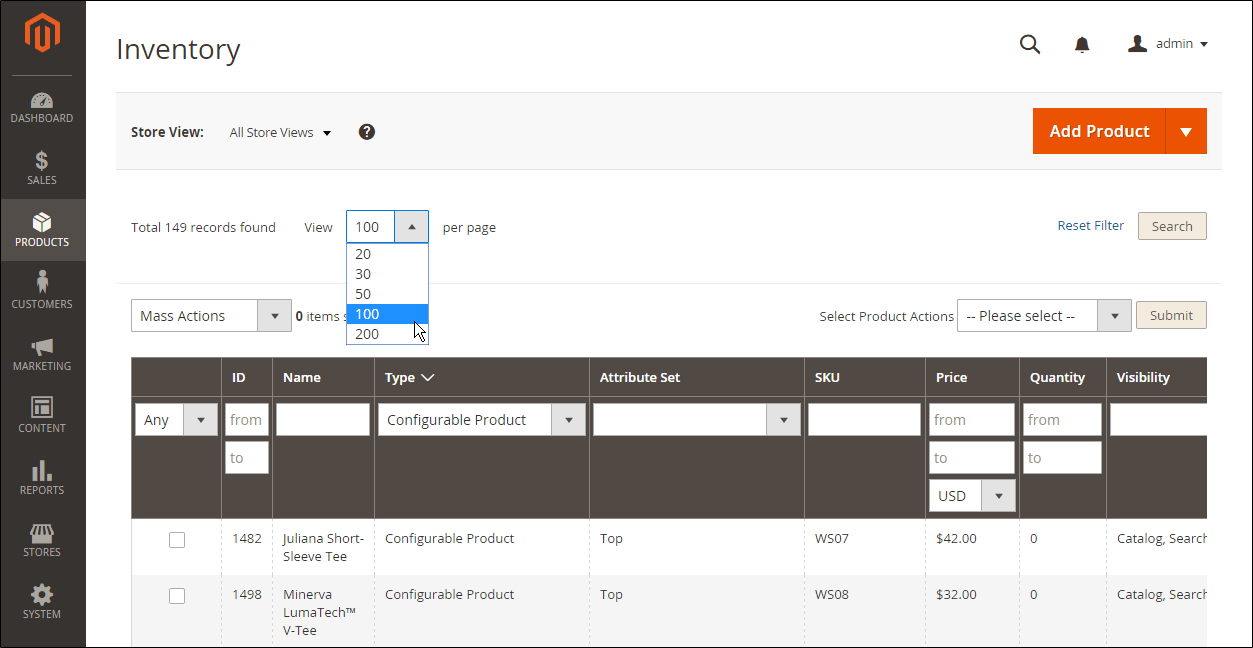 Inventory
admin
DASHBOARD
SALES
PRODUCTS
CUSTOMERS
MARKETING
CONTENT
REPORTS
STORES
SYSTEM
Store View: All Store Views ?
Add Product
Total 149 records found View 100 per page
20
30
50
100
200
Reset Filter Search
Mass Actions 0 items s
Select Product Actions -- Please select -- Submit
ID Name Type Attribute Set SKU Price Quantity Visibility
Any from Configurable Product from from
to to to
USD
1482 Juliana Short- Configurable Product Top WS07 $42.00 0 Catalog, Search
Sleeve Tee
1498 Minerva Configurable Product Top WS08 $32.00 0 Catalog, Search
LumaTech™
V-Tee